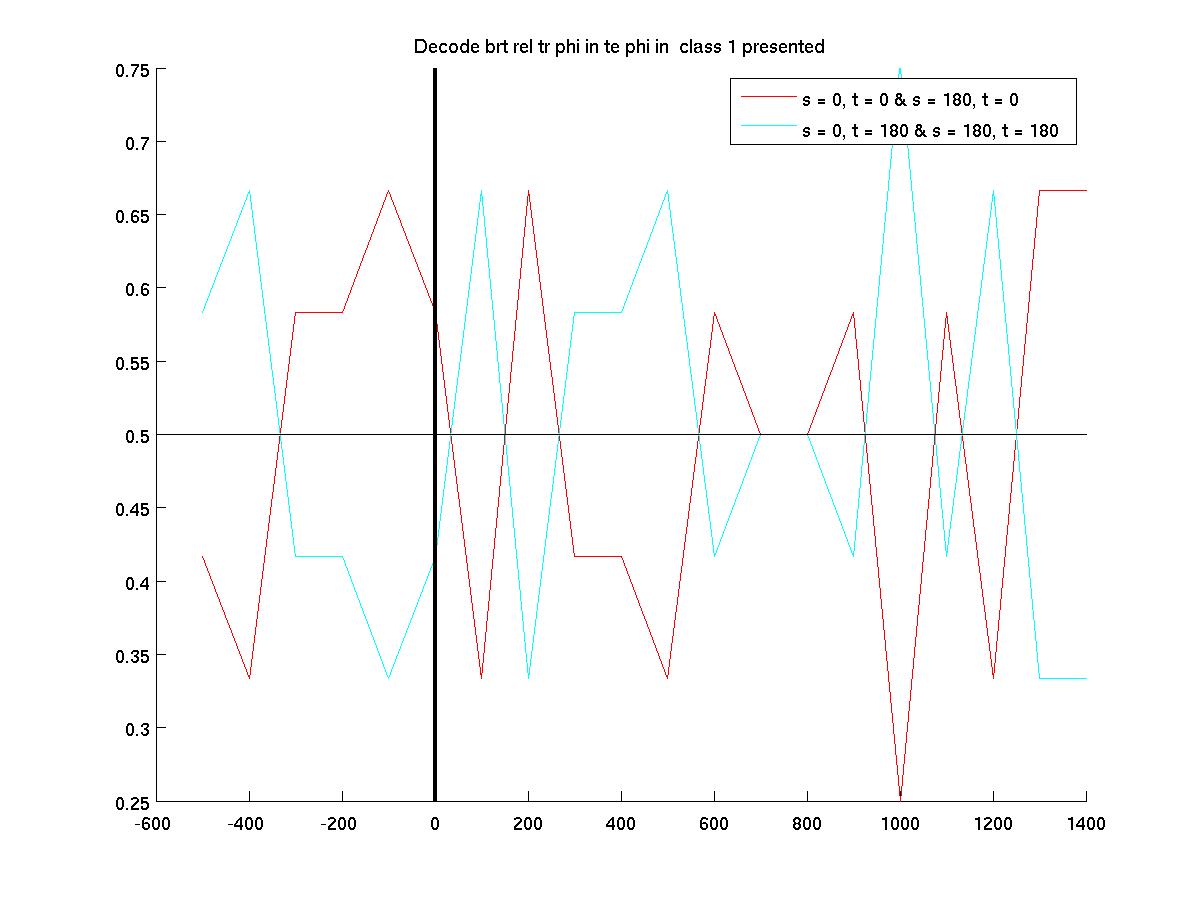 Decode brt rel tr phi in te phi in  class 1 presented
s = 0, t = 0 & s = 180, t = 0
s = 0, t = 180 & s = 180, t = 180
0.75
0.7
0.65
0.6
0.55
0.5
0.45
0.4
0.35
0.3
0.25
-600 -400 -200 0 200 400 600 800 1000 1200 1400